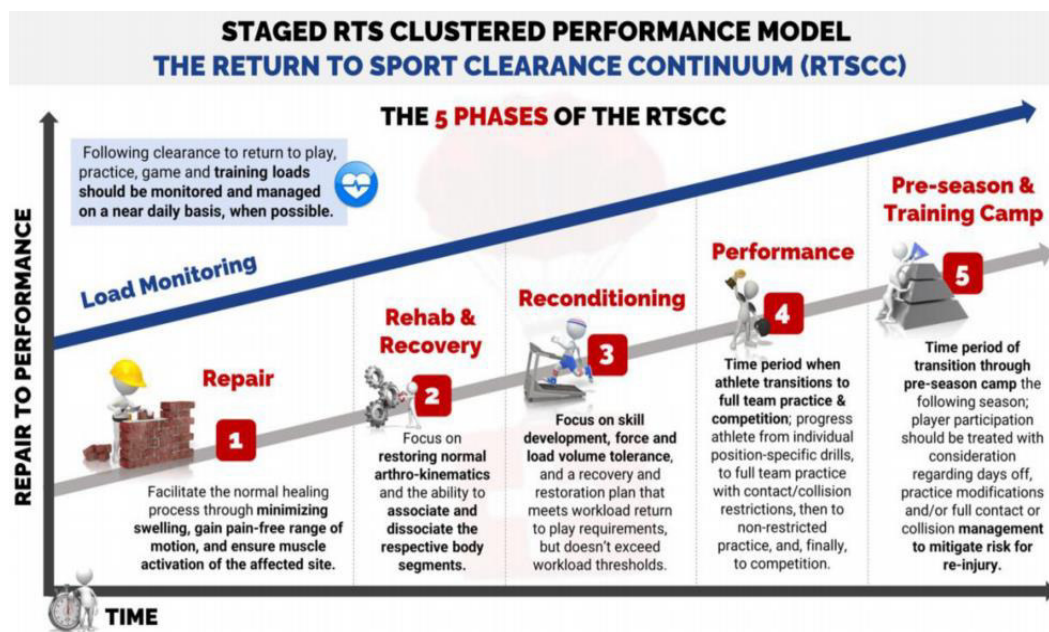 STAGED RTS CLUSTERED PERFORMANCE MODEL
THE RETURN TO SPORT CLEARANCE CONTINUUM (RTSCC)
THE 5 PHASES OF THE RTSCC
Following clearance to return to play,
practice, game and training loads
should be monitored and managed
on a near daily basis, when possible.
REPAIR TO PERFORMANCE
Load Monitoring
Repair
1
Facilitate the normal healing
process through minimizing
swelling, gain pain-free range of
motion, and ensure muscle
activation of the affected site.
Rehab &
Recovery
2
Focus on
restoring normal
arthro-kinematics
and the ability to
associate and
dissociate the
respective body
segments.
Reconditioning
3
Focus on skill
development, force and
load volume tolerance,
and a recovery and
restoration plan that
meets workload return
to play requirements,
but doesn't exceed
workload thresholds.
Performance
4
Time period when
athlete transitions to
full team practice &
competition; progress
athlete from individual
position-specific drills,
to full team practice
with contact/collision
restrictions, then to
non-restricted
practice, and, finally,
to competition.
Pre-season &
Training Camp
5
Time period of
transition through
pre-season camp the
following season;
player participation
should be treated with
consideration
regarding days off,
practice modifications
and/or full contact or
collision management
to mitigate risk for
re-injury.
TIME